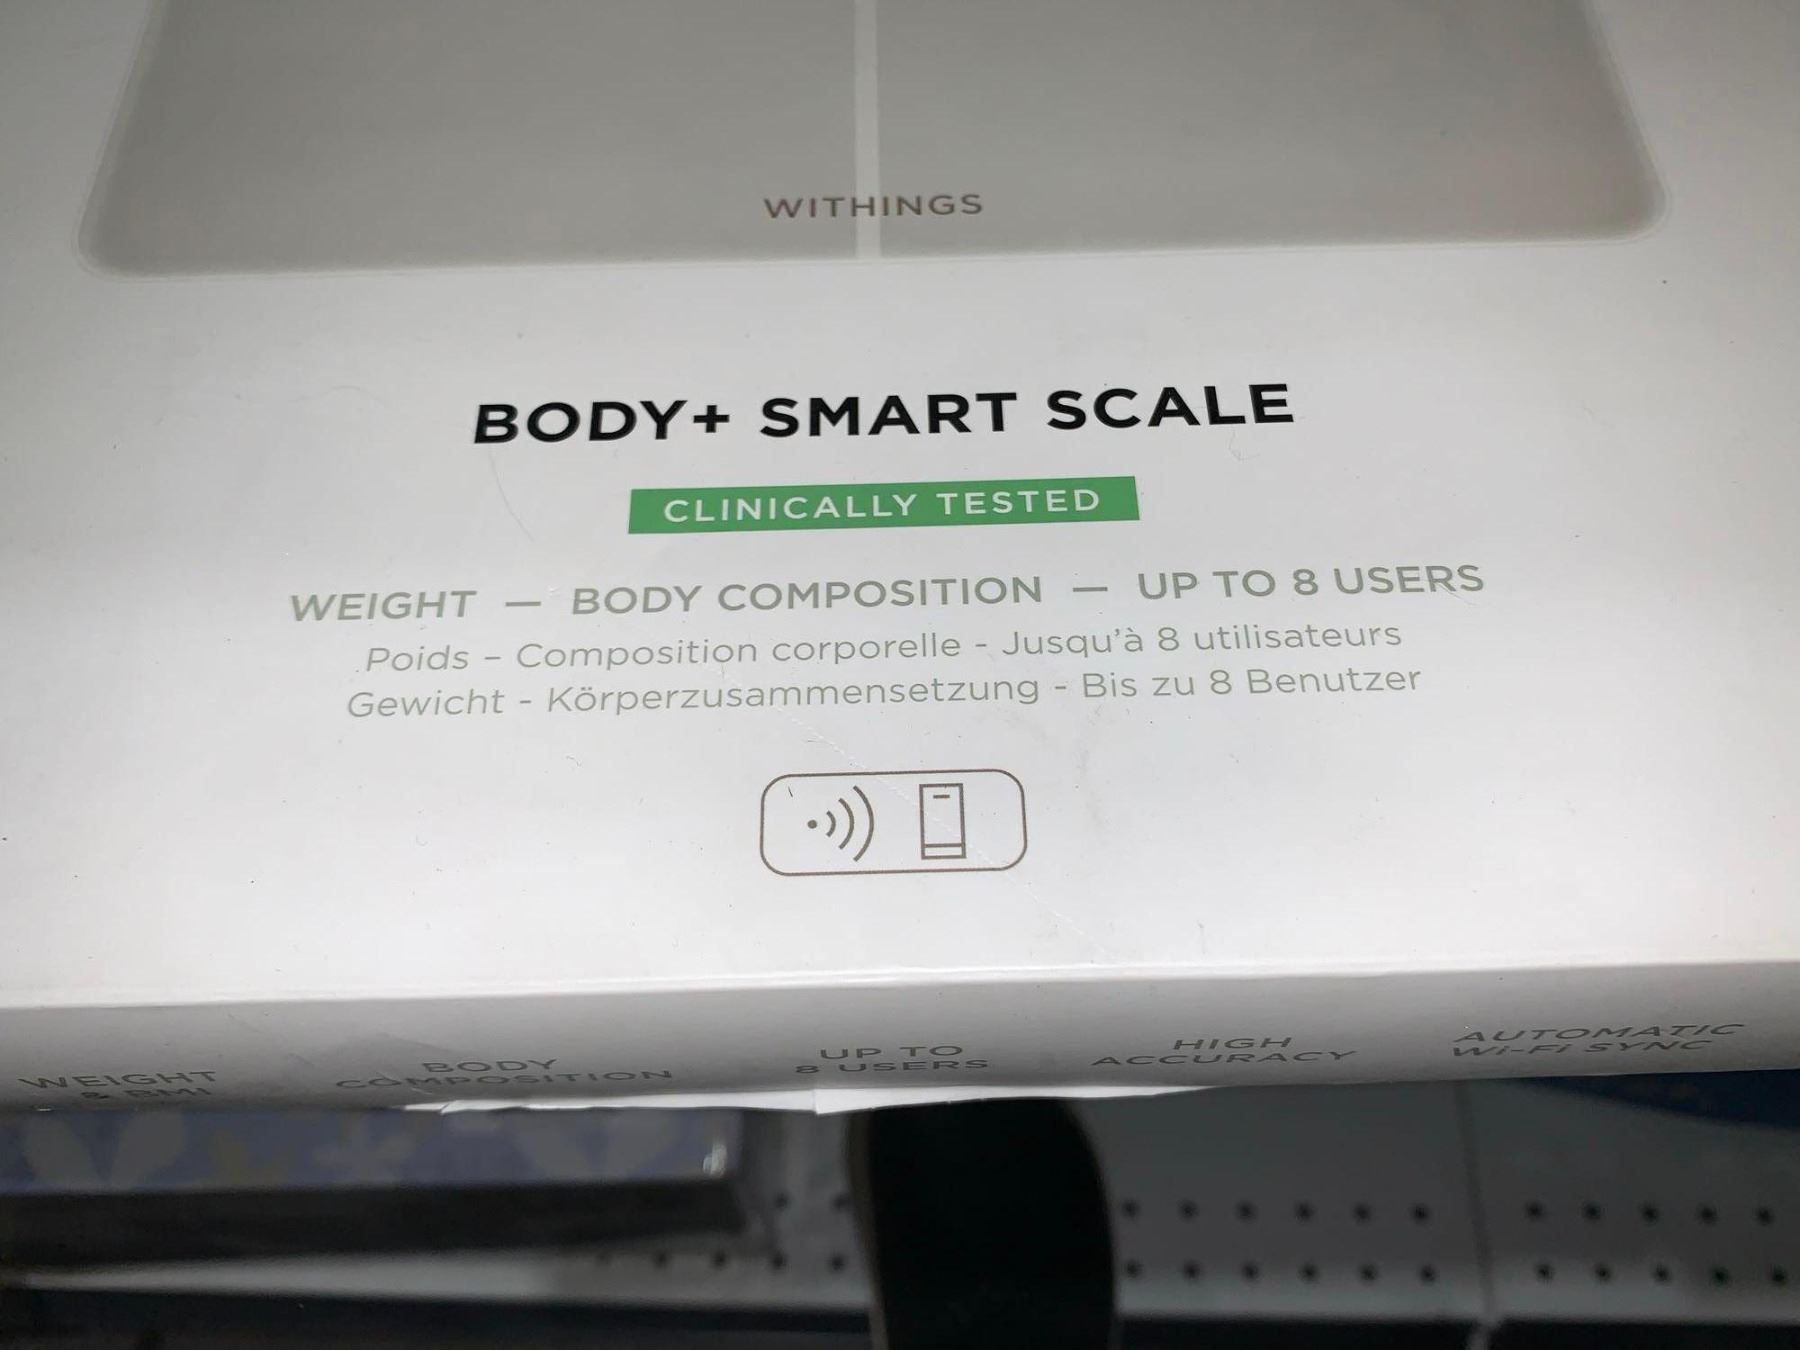 WITHINGS
BODY+ SMART SCALE
CLINICALLY TESTED
WEIGHT — BODY COMPOSITION — UP TO 8 USERS
Poids – Composition corporelle - Jusqu'à 8 utilisateurs
Gewicht - Körperzusammensetzung - Bis zu 8 Benutzer
WEIGHT
& BMI
BODY
COMPOSITION
UP TO
8 USERS
HIGH
ACCURACY
AUTOMATIC
Wi-Fi SYNC